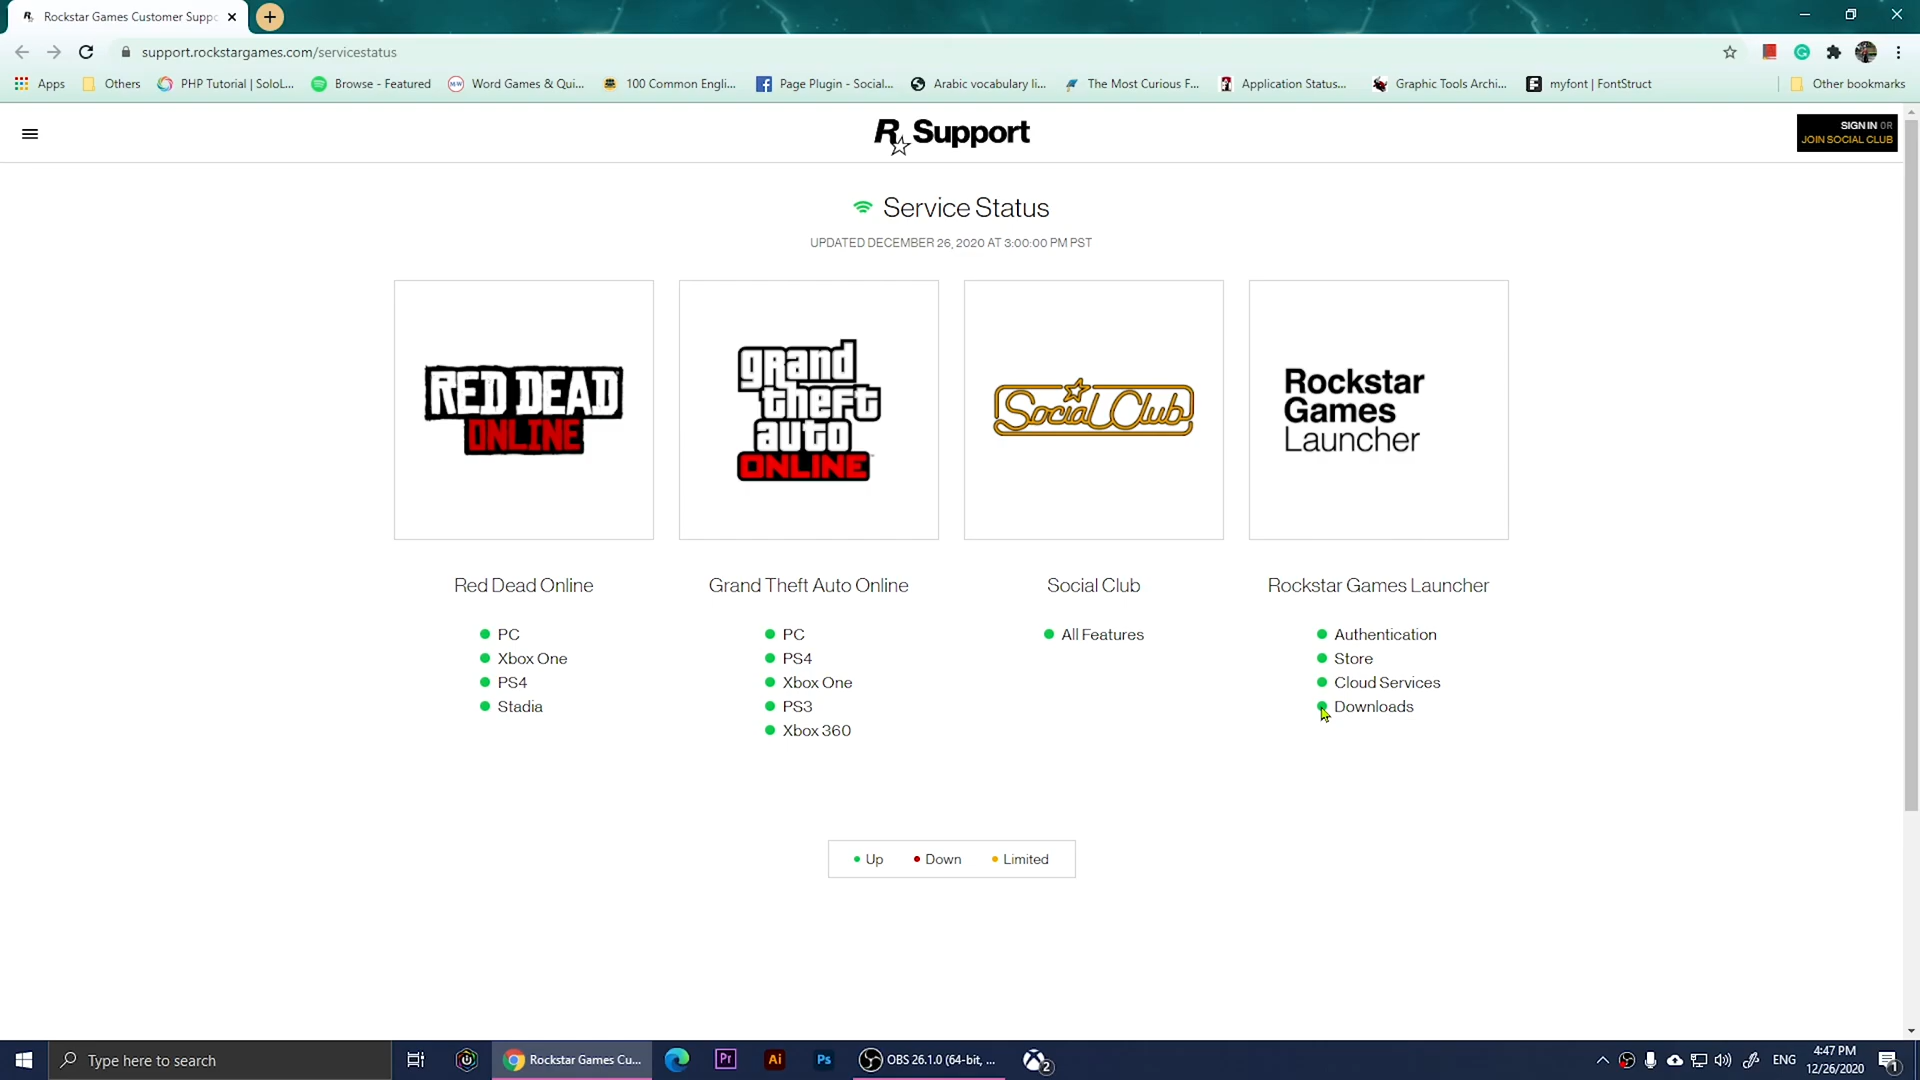 Rockstar Games Customer Suppo
support.rockstargames.com/servicestatus
Apps Others PHP Tutorial | SoloL... Browse - Featured Word Games & Qui... 100 Common Engli... Page Plugin - Social... Arabic vocabulary li... The Most Curious F... Application Status... Graphic Tools Archi... myfont | FontStruct Other bookmarks
R Support
SIGN IN OR
JOIN SOCIAL CLUB
Service Status
UPDATED DECEMBER 26, 2020 AT 3:00:00 PM PST
RED DEAD
ONLINE
grand
theft
auto
ONLINE
Social Club
Rockstar
Games
Launcher
Red Dead Online
PC
Xbox One
PS4
Stadia
Grand Theft Auto Online
PC
PS4
Xbox One
PS3
Xbox 360
Social Club
All Features
Rockstar Games Launcher
Authentication
Store
Cloud Services
Downloads
Up Down Limited
Type here to search
Rockstar Games Cu...
Pr
Ai
Ps
OBS 26.1.0 (64-bit, ...
2
ENG
4:47 PM
12/26/2020
1